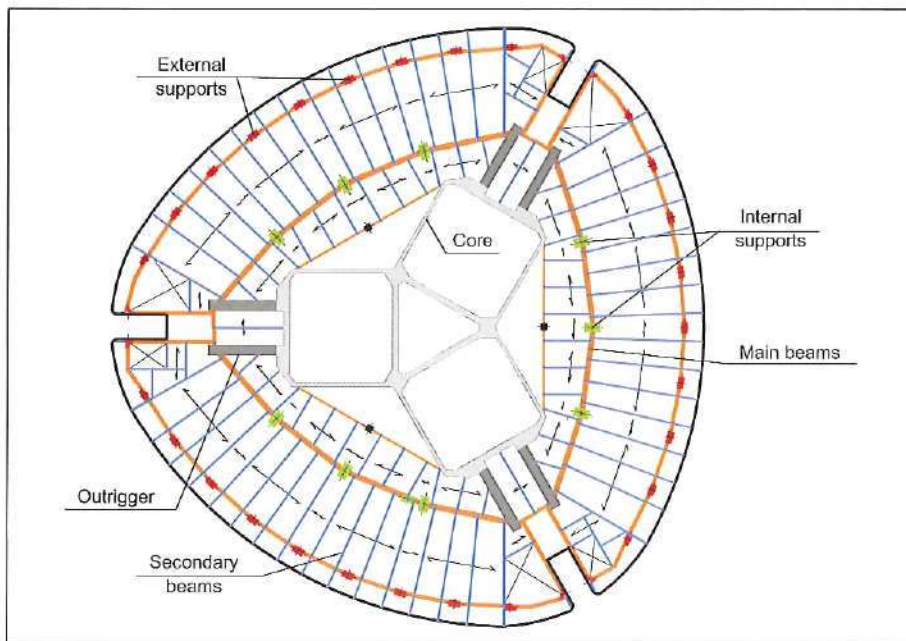 External
supports
Core
Internal
supports
Main beams
Outrigger
Secondary
beams